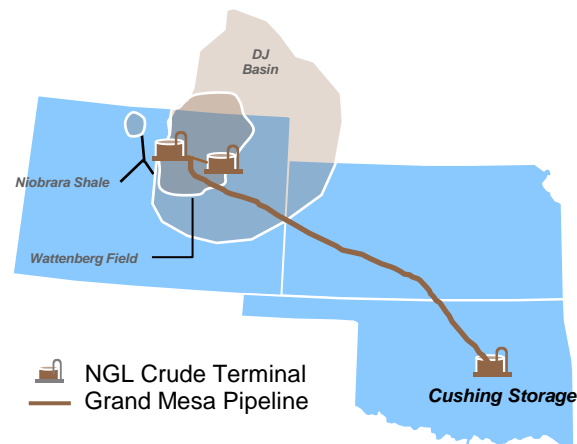 DJ
Basin
Niobrara Shale
Wattenberg Field
NGL Crude Terminal
Grand Mesa Pipeline
Cushing Storage